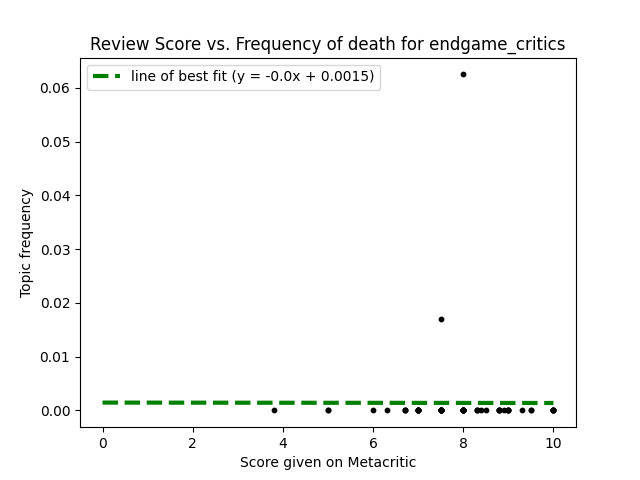 Review Score vs. Frequency of death for endgame_critics
line of best fit (y = -0.0x + 0.0015)
0.06
0.05
0.04
0.03
0.02
0.01
0.00
Topic frequency
0 2 4 6 8 10
Score given on Metacritic